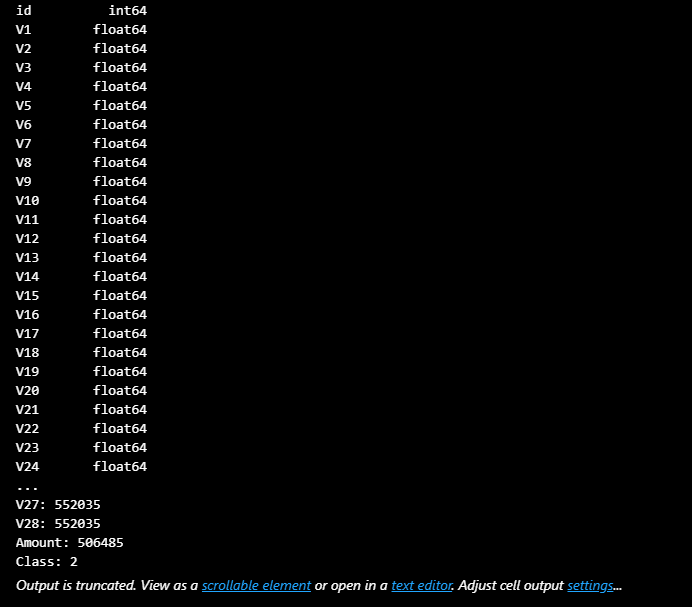 id int64
V1 float64
V2 float64
V3 float64
V4 float64
V5 float64
V6 float64
V7 float64
V8 float64
V9 float64
V10 float64
V11 float64
V12 float64
V13 float64
V14 float64
V15 float64
V16 float64
V17 float64
V18 float64
V19 float64
V20 float64
V21 float64
V22 float64
V23 float64
V24 float64
...
V27: 552035
V28: 552035
Amount: 506485
Class: 2
Output is truncated. View as a scrollable element or open in a text editor. Adjust cell output settings...